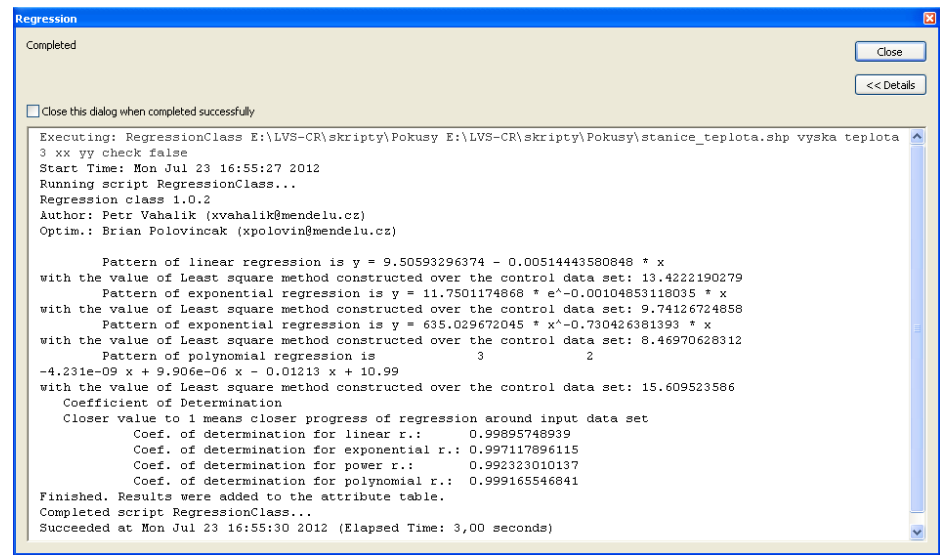 Regression
Completed
Close
<< Details
Close this dialog when completed successfully
Executing: RegressionClass E:\LVS-CR\skripty\Pokusy E:\LVS-CR\skripty\Pokusy\stanice_teplota.shp vyska teplota
3 xx yy check false
Start Time: Mon Jul 23 16:55:27 2012
Running script RegressionClass...
Regression class 1.0.2
Author: Petr Vahalik (xvahalik@mendelu.cz)
Optim.: Brian Polovincak (xpolovin@mendelu.cz)
Pattern of linear regression is y = 9.50593296374 - 0.00514443580848 * x
with the value of Least square method constructed over the control data set: 13.4222190279
Pattern of exponential regression is y = 11.7501174868 * e^-0.00104853118035 * x
with the value of Least square method constructed over the control data set: 9.74126724858
Pattern of exponential regression is y = 635.029672045 * x^-0.730426381393 * x
with the value of Least square method constructed over the control data set: 8.46970628312
Pattern of polynomial regression is 3 2
-4.231e-09 x + 9.906e-06 x - 0.01213 x + 10.99
with the value of Least square method constructed over the control data set: 15.609523586
Coefficient of Determination
Closer value to 1 means closer progress of regression around input data set
Coef. of determination for linear r.: 0.99895748939
Coef. of determination for exponential r.: 0.997117896115
Coef. of determination for power r.: 0.992323010137
Coef. of determination for polynomial r.: 0.999165546841
Finished. Results were added to the attribute table.
Completed script RegressionClass...
Succeeded at Mon Jul 23 16:55:30 2012 (Elapsed Time: 3,00 seconds)